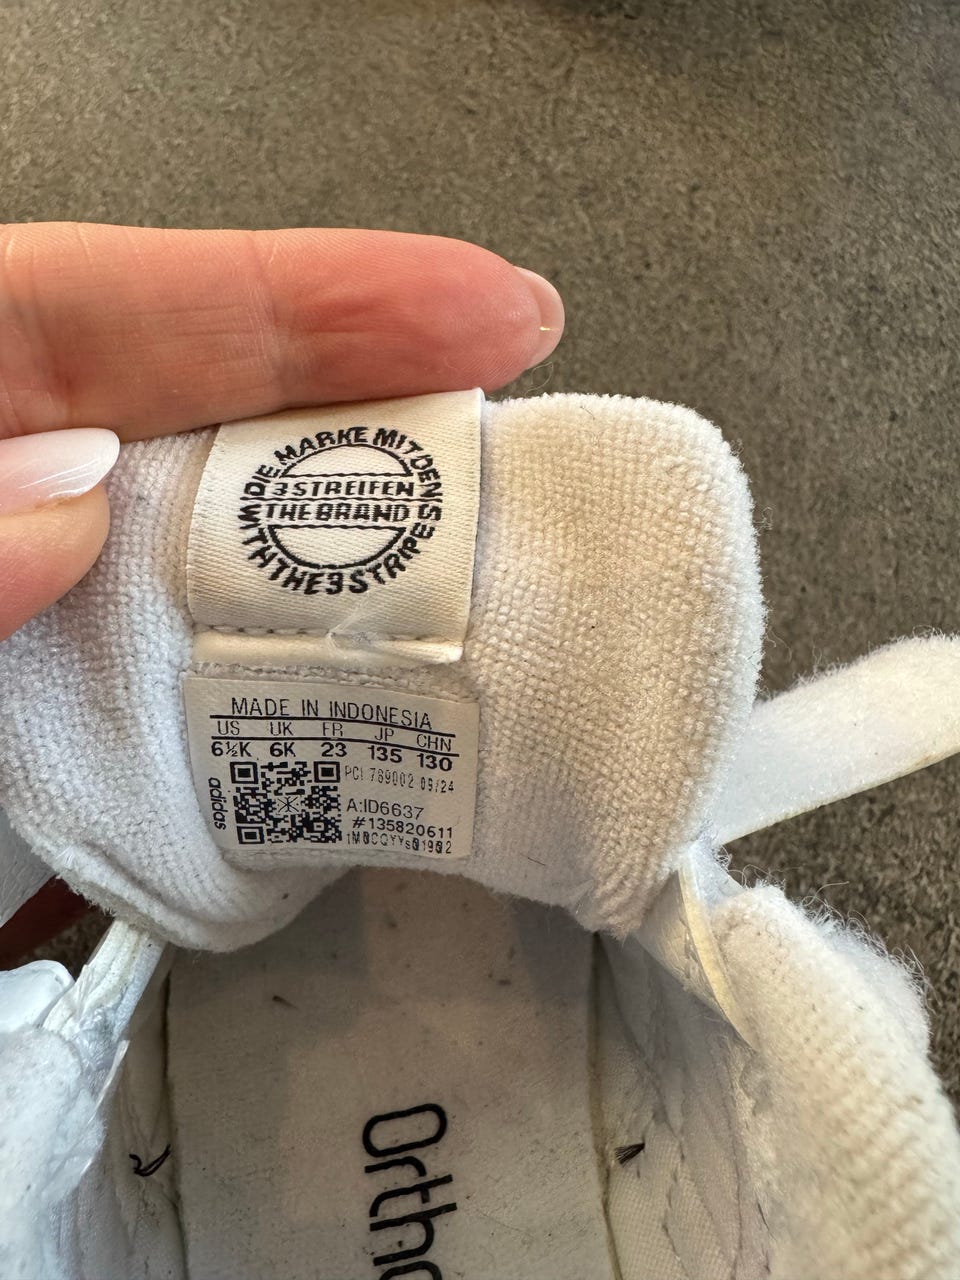 DIE MARKE MIT DEN
3 STREIFEN
THE BRAND
WITH THE 3 STRIPES
MADE IN INDONESIA
US UK FR JP CHN
6½K 6K 23 135 130
PCI 789002 09/24
adidas
A:ID6637
#135820611
Ortho